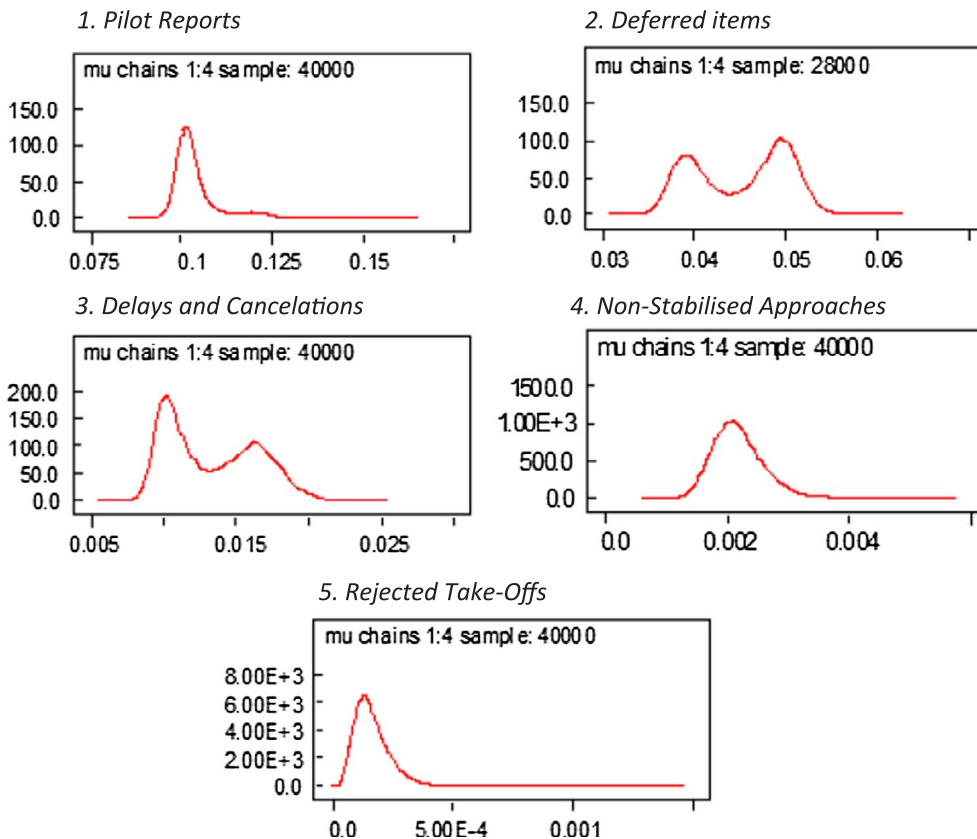 1. Pilot Reports
mu chains 1:4 sample: 40000
150.0
100.0
50.0
0.0
0.075 0.1 0.125 0.15
2. Deferred items
mu chains 1:4 sample: 28000
150.0
100.0
50.0
0.0
0.03 0.04 0.05 0.06
3. Delays and Cancelations
mu chains 1:4 sample: 40000
200.0
150.0
100.0
50.0
0.0
0.005 0.015 0.025
4. Non-Stabilised Approaches
mu chains 1:4 sample: 40000
1500.0
1.00E+3
500.0
0.0
0.0 0.002 0.004
5. Rejected Take-Offs
mu chains 1:4 sample: 40000
8.00E+3
6.00E+3
4.00E+3
2.00E+3
0.0
0.0 5.00E-4 0.001